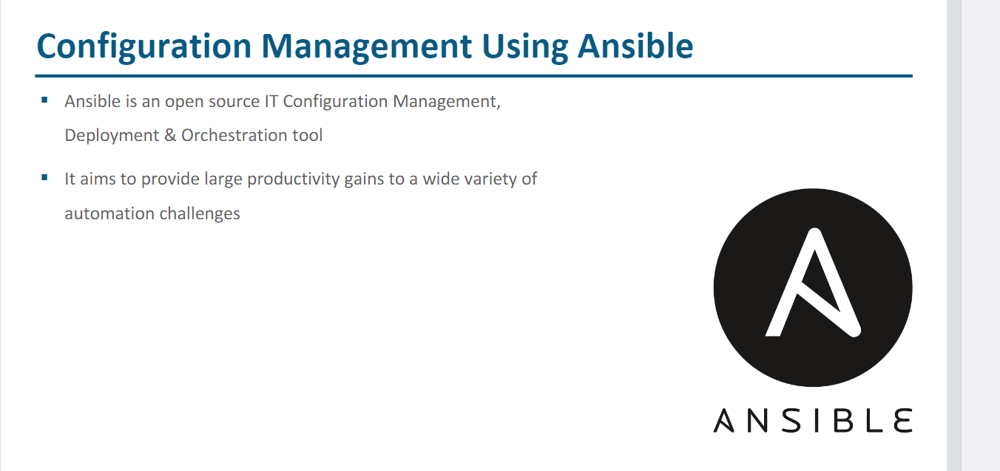 Configuration Management Using Ansible
▪ Ansible is an open source IT Configuration Management,
Deployment & Orchestration tool
▪ It aims to provide large productivity gains to a wide variety of
automation challenges
A
ANSIBLE